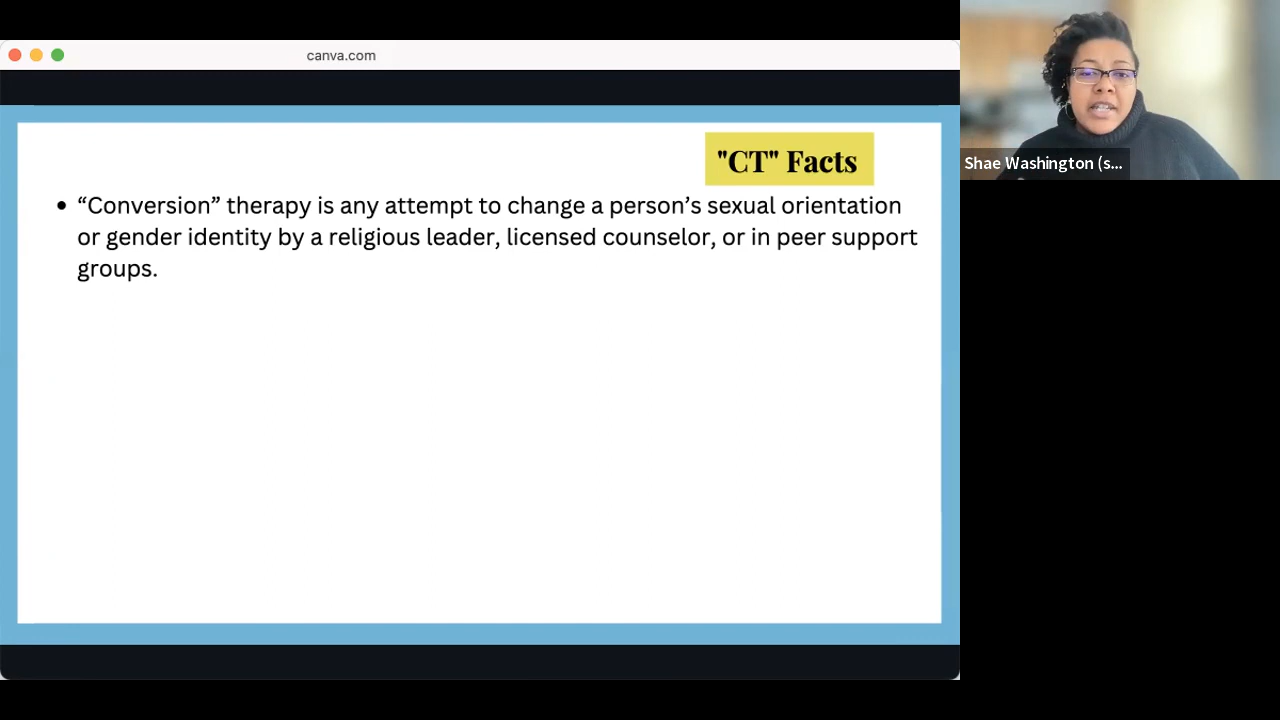 canva.com
"CT" Facts
• “Conversion” therapy is any attempt to change a person’s sexual orientation
or gender identity by a religious leader, licensed counselor, or in peer support
groups.
Shae Washington (s...